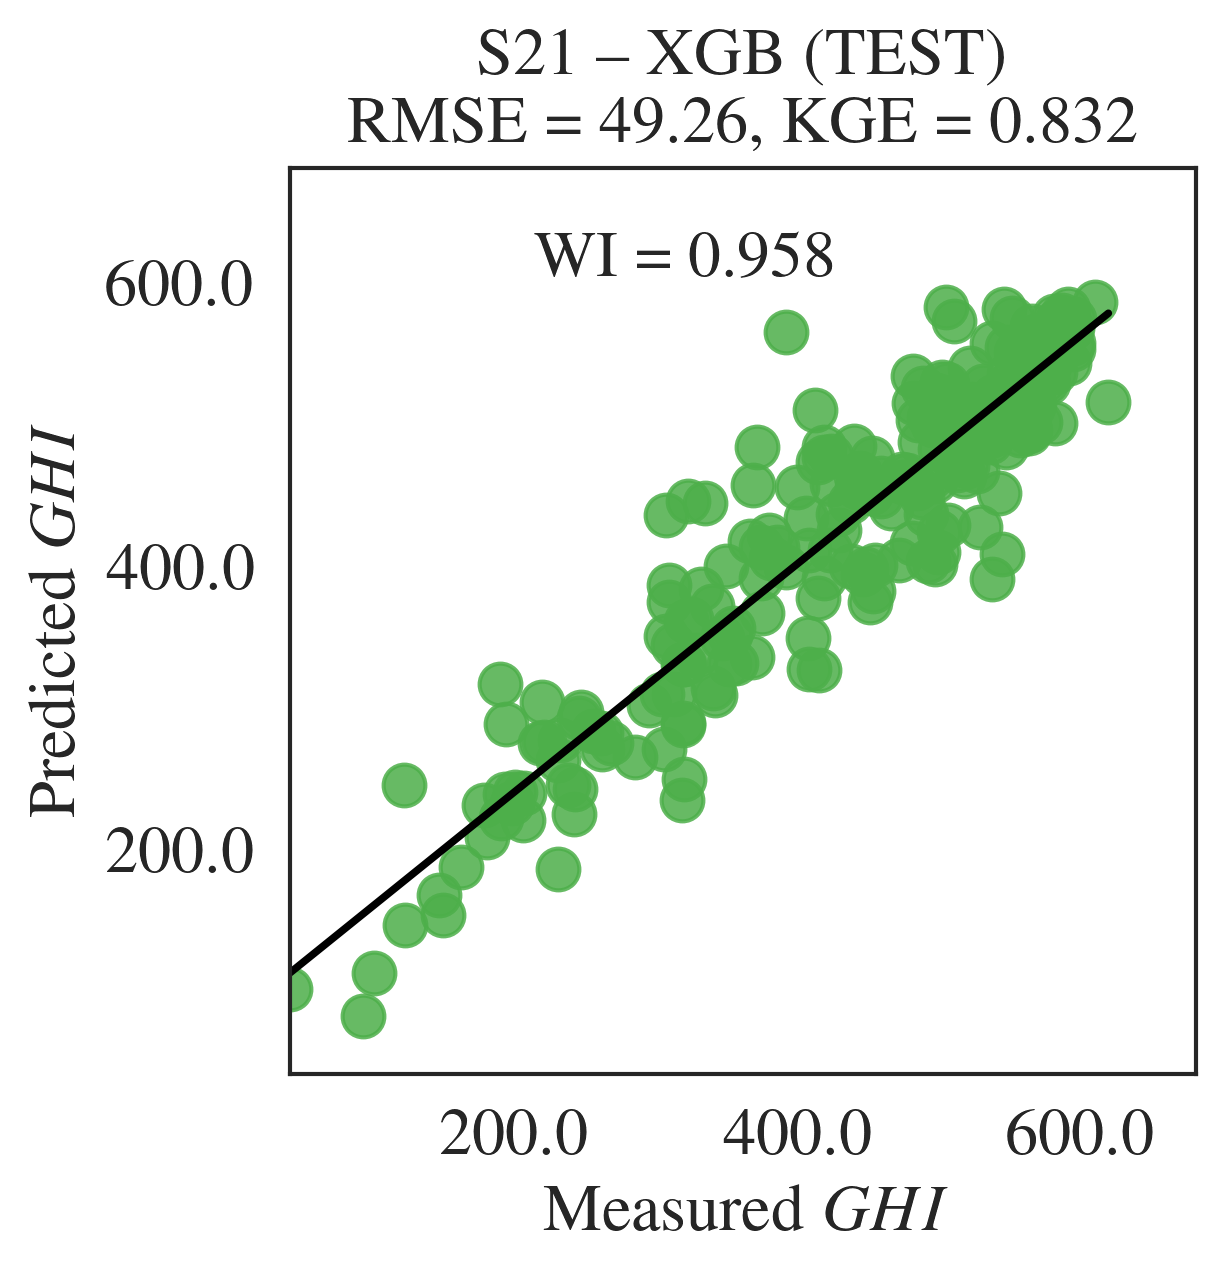 S21 – XGB (TEST)
RMSE = 49.26, KGE = 0.832
WI = 0.958
600.0
400.0
200.0
Predicted GHI
200.0 400.0 600.0
Measured GHI